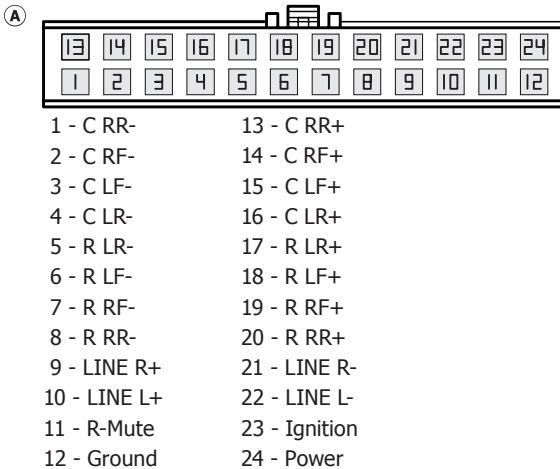 A
13 14 15 16 17 18 19 20 21 22 23 24
1 2 3 4 5 6 7 8 9 10 11 12
1 - C RR- 13 - C RR+
2 - C RF- 14 - C RF+
3 - C LF- 15 - C LF+
4 - C LR- 16 - C LR+
5 - R LR- 17 - R LR+
6 - R LF- 18 - R LF+
7 - R RF- 19 - R RF+
8 - R RR- 20 - R RR+
9 - LINE R+ 21 - LINE R-
10 - LINE L+ 22 - LINE L-
11 - R-Mute 23 - Ignition
12 - Ground 24 - Power